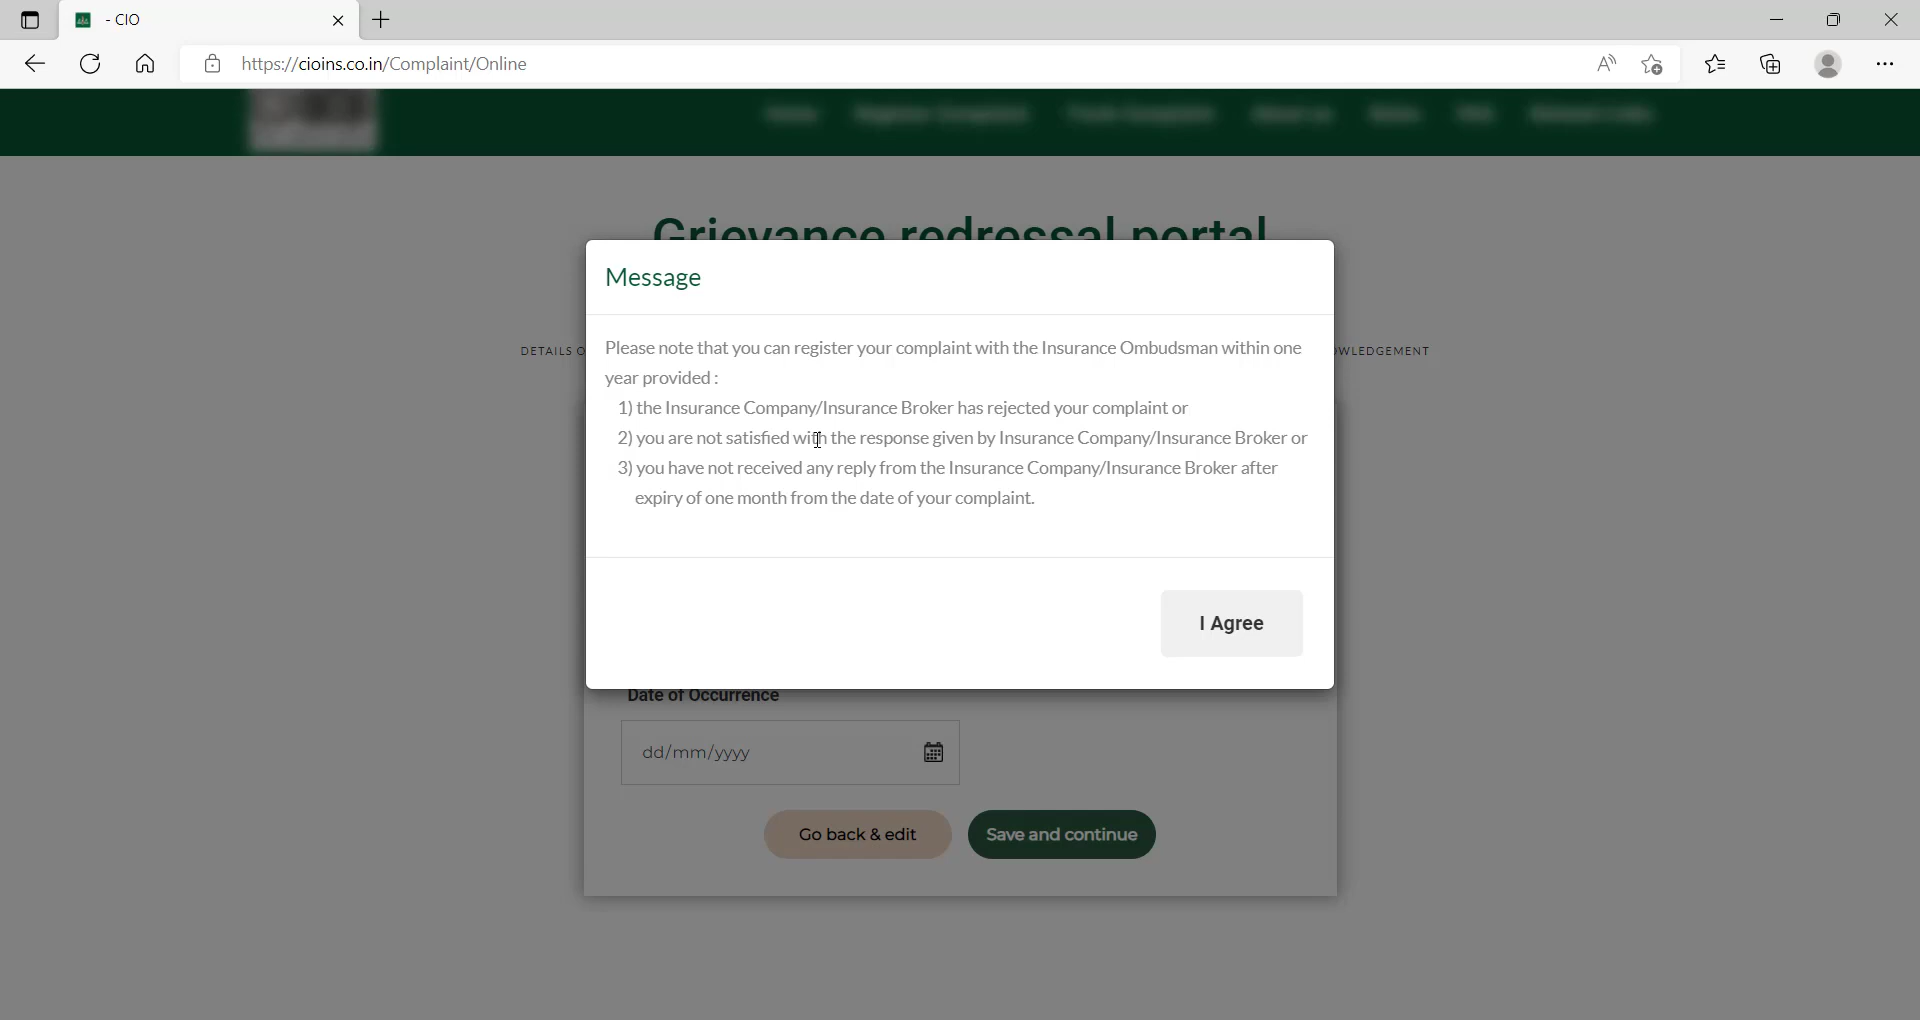 - CIO
https://cioins.co.in/Complaint/Online
Grievance redressal portal
Message
Please note that you can register your complaint with the Insurance Ombudsman within one
year provided :
1) the Insurance Company/Insurance Broker has rejected your complaint or
2) you are not satisfied with the response given by Insurance Company/Insurance Broker or
3) you have not received any reply from the Insurance Company/Insurance Broker after
expiry of one month from the date of your complaint.
DETAILS
I Agree
Date of Occurrence
dd/mm/yyyy
Go back & edit
Save and continue